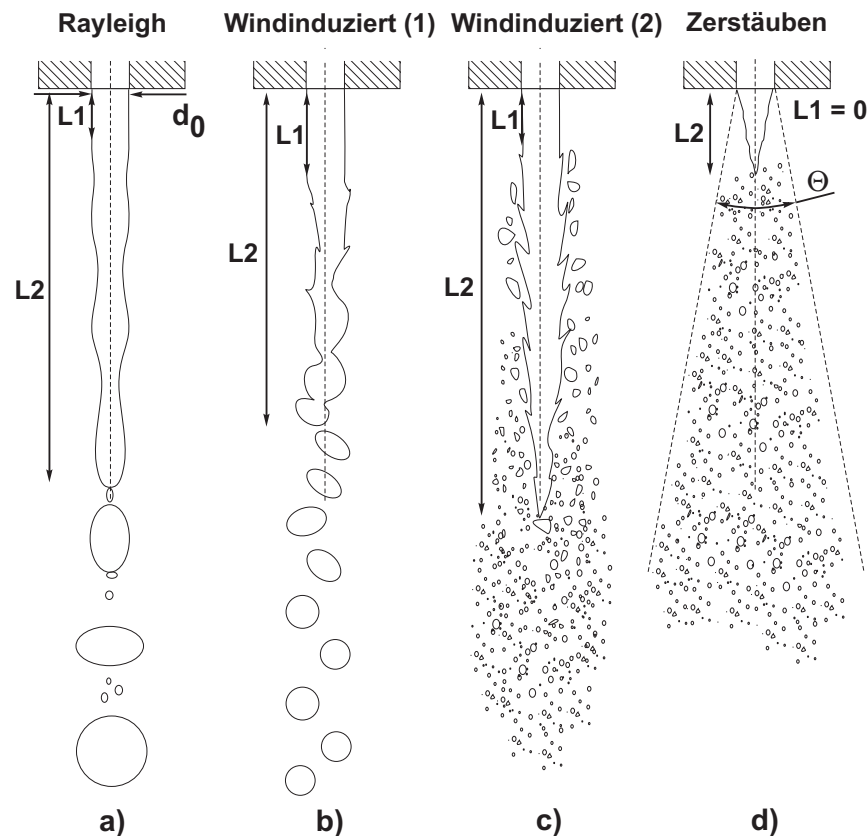 Rayleigh Windinduziert (1) Windinduziert (2) Zerstäuben
L1 d0 L1 L1 L2 L1 = 0
Θ
L2 L2 L2
a) b) c) d)